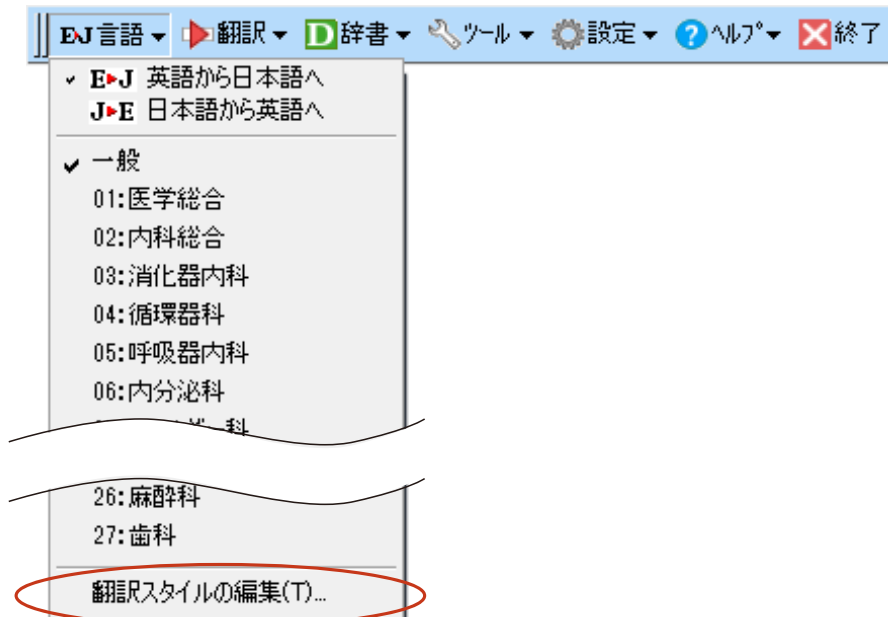 E▸J 言語 ▼ 翻訳 ▼ D 辞書 ▼ ツール ▼ 設定 ▼ ? ヘルプ ▼ 終了
✓ E▸J 英語から日本語へ
J▸E 日本語から英語へ
✓ 一般
01:医学総合
02:内科総合
03:消化器内科
04:循環器科
05:呼吸器内科
06:内分泌科
科
26:麻酔科
27:歯科
翻訳スタイルの編集(T)...